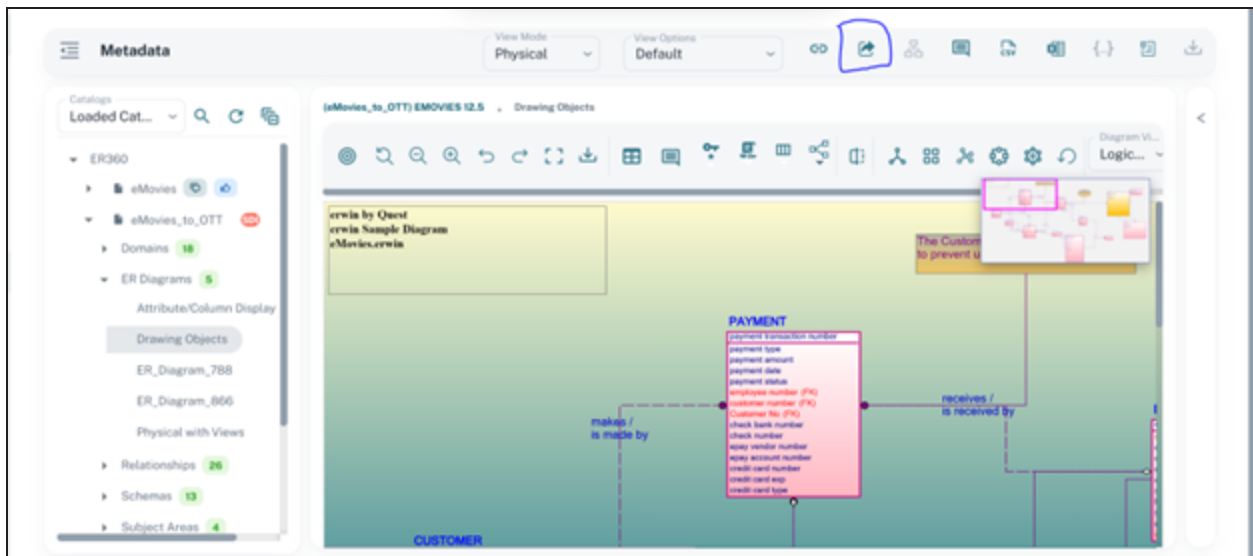 Metadata
View Mode
Physical
View Options
Default
CSV
{...}
Catalogs
Loaded Cat...
(eMovies_to_OTT) EMOVIES 12.5 , Drawing Objects
Diagram Vi...
Logic...
ER360
eMovies
eMovies_to_OTT
Domains 18
ER Diagrams 5
Attribute/Column Display
Drawing Objects
ER_Diagram_788
ER_Diagram_866
Physical with Views
Relationships 26
Schemas 13
Subject Areas 4
erwin by Quest
erwin Sample Diagram
eMovies.erwin
The Custom
to prevent u
PAYMENT
payment transaction number
payment type
payment amount
payment date
payment status
employee number (FK)
customer number (FK)
Customer No (FK)
check bank number
check number
epay vendor number
epay account number
credit card number
credit card exp
credit card type
makes /
is made by
receives /
is received by
CUSTOMER